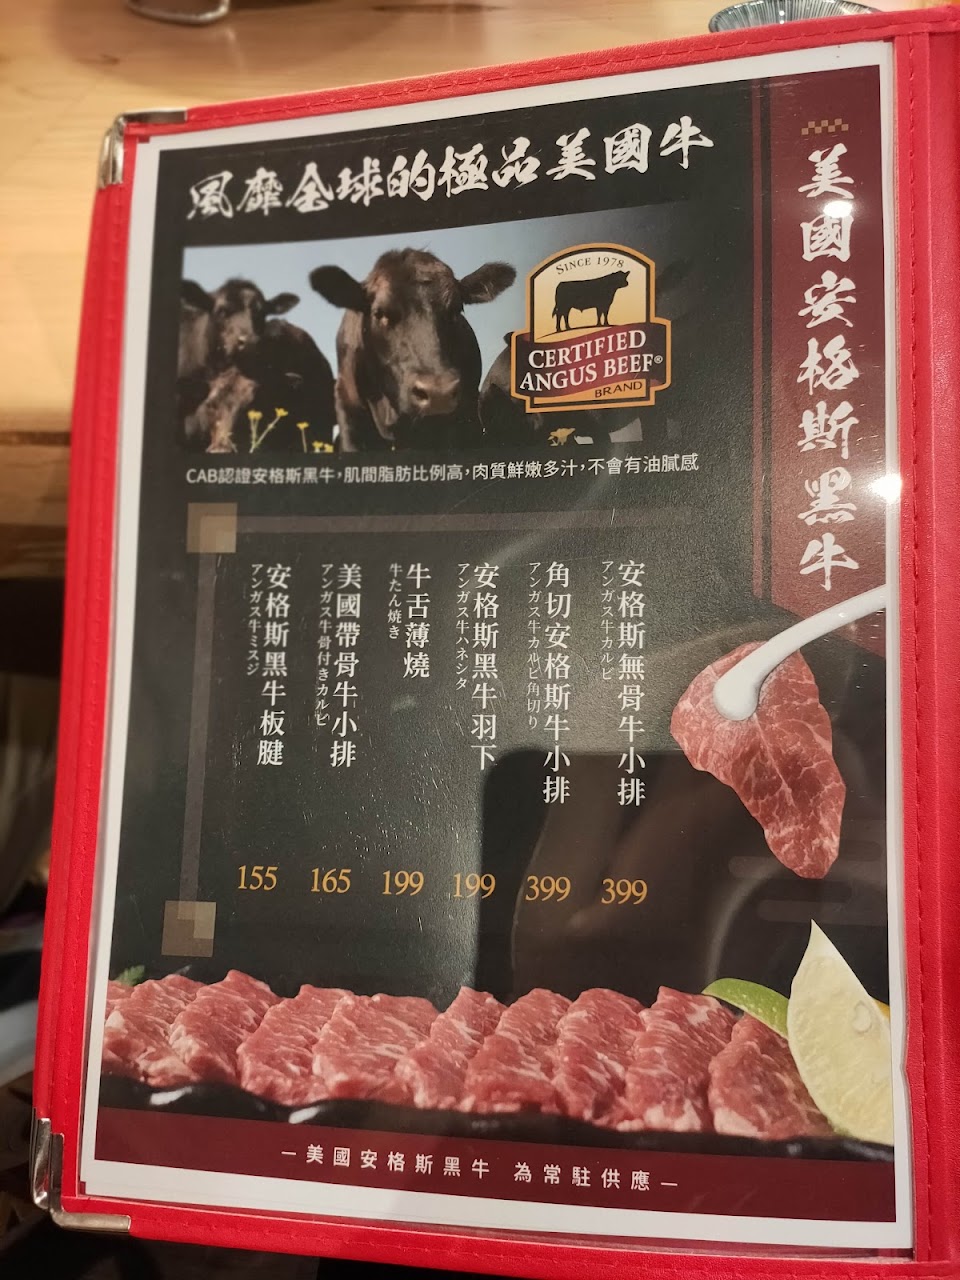 風靡全球的極品美國牛
美國安格斯黑牛
SINCE 1978
CERTIFIED
ANGUS BEEF®
BRAND
CAB認證安格斯黑牛,肌間脂肪比例高,肉質鮮嫩多汁,不會有油膩感
安格斯無骨牛小排
アンガス牛カルビ
399
角切安格斯牛小排
アンガス牛カルビ角切り
399
安格斯黑牛羽下
アンガス牛ハネシタ
199
牛舌薄燒
牛たん焼き
199
美國帶骨牛小排
アンガス牛骨付きカルビ
165
安格斯黑牛板腱
アンガス牛ミスジ
155
—美國安格斯黑牛 為常駐供應—